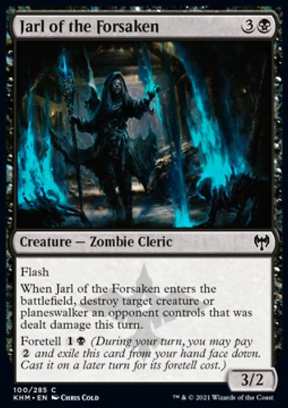 Jarl of the Forsaken 3
Creature — Zombie Cleric
Flash
When Jarl of the Forsaken enters the
battlefield, destroy target creature or
planeswalker an opponent controls that
was dealt damage this turn.
Foretell 1 (During your turn, you may pay
2 and exile this card from your hand face down.
Cast it on a later turn for its foretell cost.)
100/285 C
KHM • EN Chris Cold
™ & © 2021 Wizards of the Coast
3/2